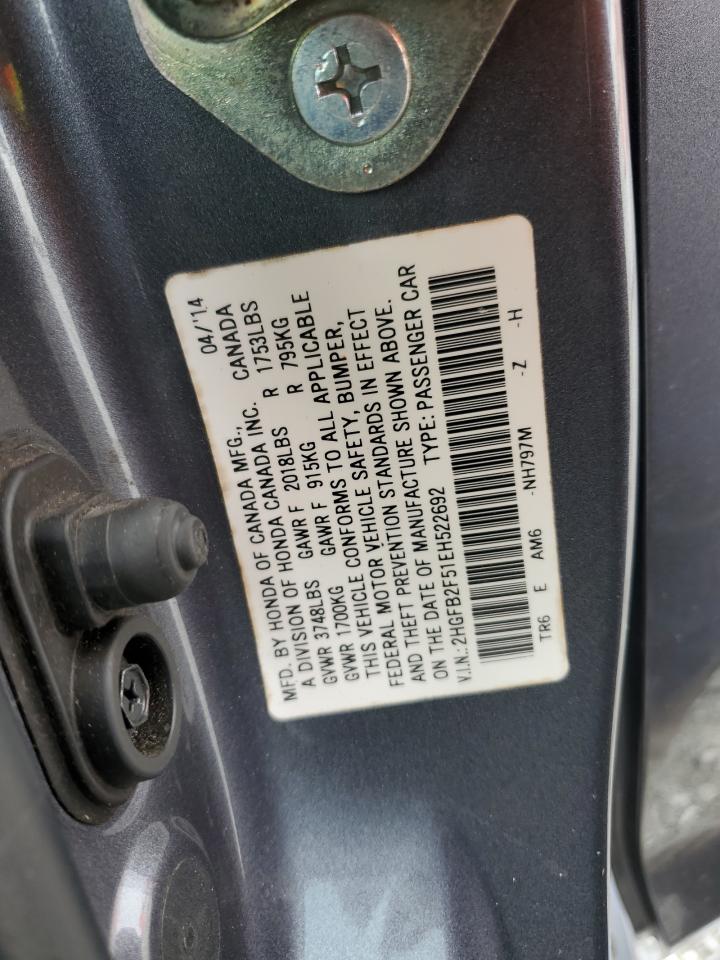 MFD. BY HONDA OF CANADA MFG., 04/'14
A DIVISION OF HONDA CANADA INC. CANADA
GVWR 3748LBS GAWR F 2018LBS R 1753LBS
GVWR 1700KG GAWR F 915KG R 795KG
THIS VEHICLE CONFORMS TO ALL APPLICABLE
FEDERAL MOTOR VEHICLE SAFETY, BUMPER,
AND THEFT PREVENTION STANDARDS IN EFFECT
ON THE DATE OF MANUFACTURE SHOWN ABOVE.
V.I.N.: 2HGFB2F51EH522692 TYPE: PASSENGER CAR
TR6 E AM6 -NH797M -Z -H